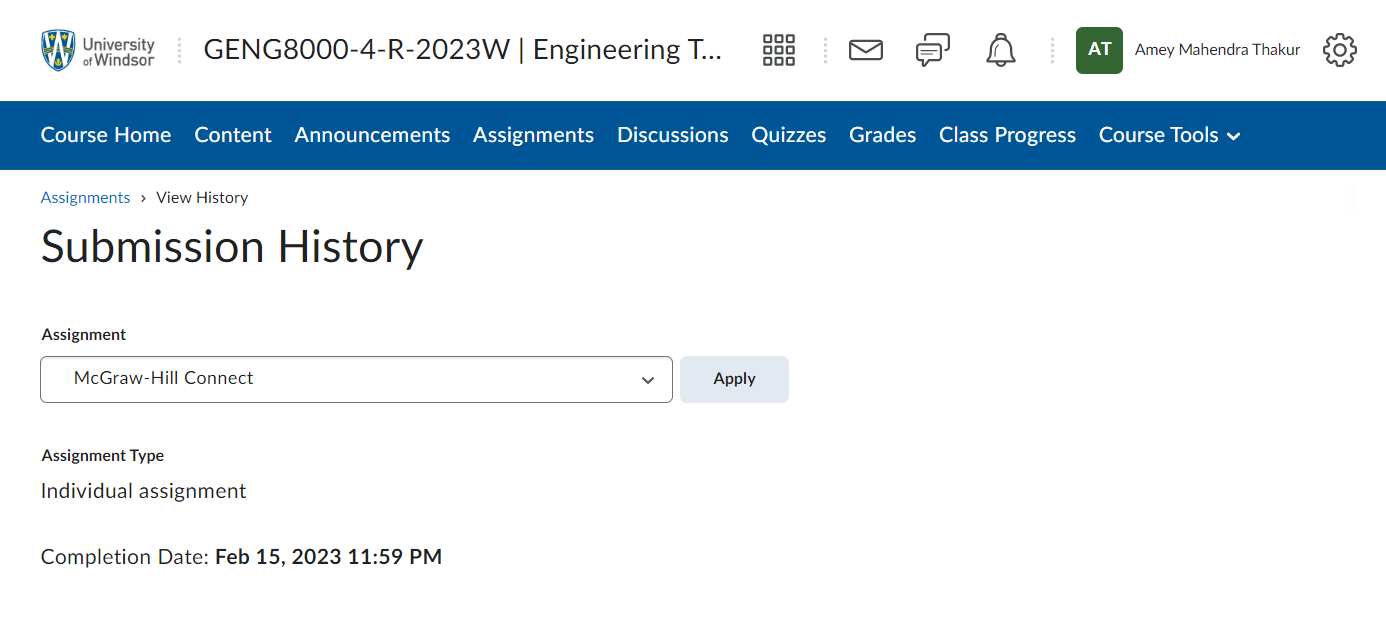 University
of Windsor
GENG8000-4-R-2023W | Engineering T...
AT
Amey Mahendra Thakur
Course Home Content Announcements Assignments Discussions Quizzes Grades Class Progress Course Tools
Assignments › View History
Submission History
Assignment
McGraw-Hill Connect
Apply
Assignment Type
Individual assignment
Completion Date: Feb 15, 2023 11:59 PM